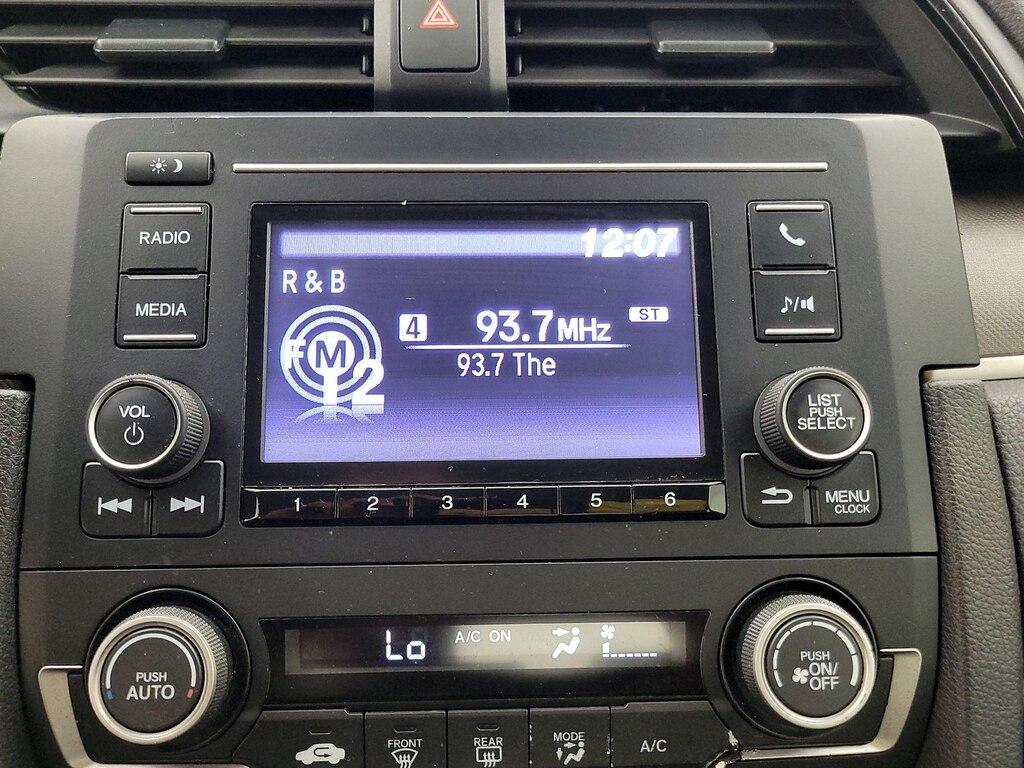 RADIO
MEDIA
VOL
12:07
R & B
FM
2
4 93.7 MHz ST
93.7 The
LIST
PUSH
SELECT
MENU
CLOCK
1 2 3 4 5 6
Lo A/C ON
PUSH
AUTO
PUSH
ON/
OFF
FRONT
REAR
MODE
A/C